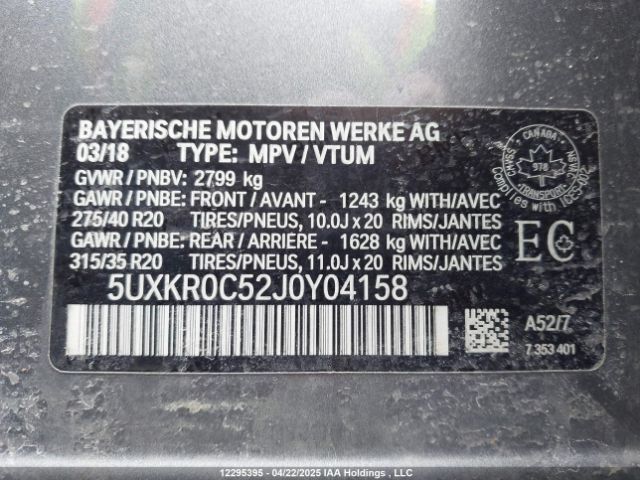 BAYERISCHE MOTOREN WERKE AG
03/18 TYPE: MPV / VTUM
GVWR / PNBV: 2799 kg
GAWR / PNBE: FRONT / AVANT - 1243 kg WITH/AVEC
275/40 R20 TIRES/PNEUS, 10.0J x 20 RIMS/JANTES
GAWR / PNBE: REAR / ARRIERE - 1628 kg WITH/AVEC
315/35 R20 TIRES/PNEUS, 11.0J x 20 RIMS/JANTES
5UXKR0C52J0Y04158
CANADA
978
TRANSPORT
EC
A52/7
7 353 401
12295395 - 04/22/2025 IAA Holdings , LLC